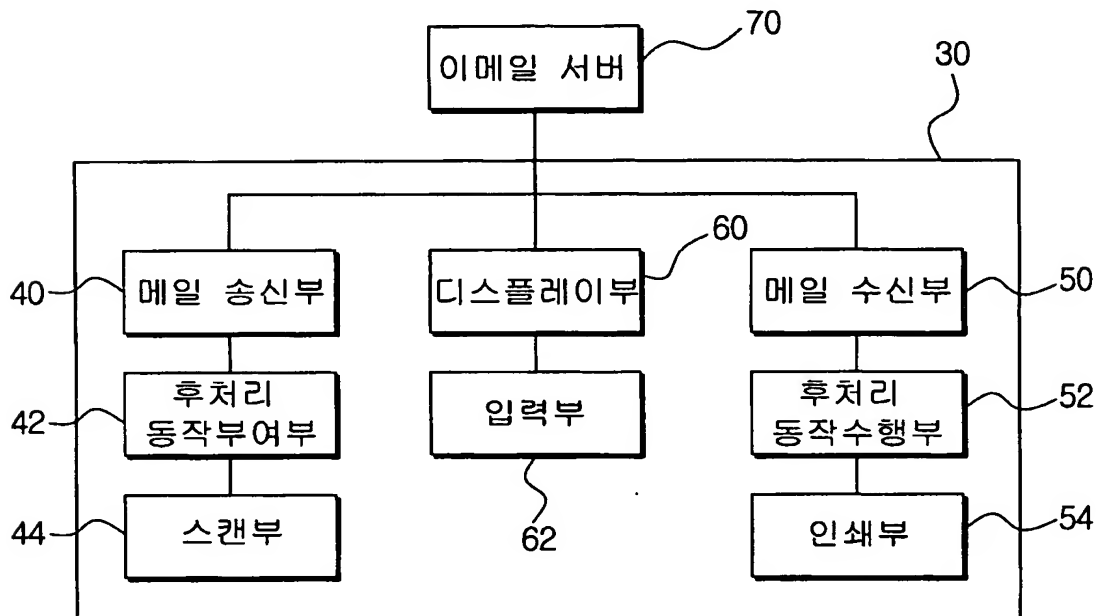 70
이메일 서버
30
60
40
메일 송신부
디스플레이부
메일 수신부
50
42
후처리
동작부여부
입력부
후처리
동작수행부
52
44
스캔부
62
인쇄부
54